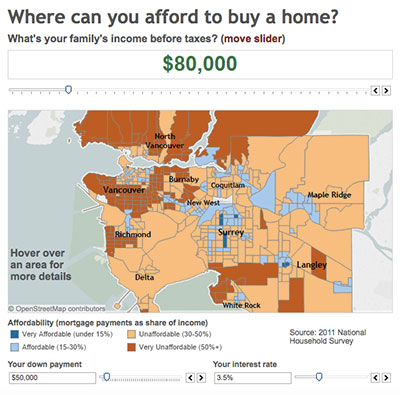 Where can you afford to buy a home?
What's your family's income before taxes? (move slider)
$80,000
North
Vancouver
Vancouver
Burnaby
Coquitlam
New West
Maple Ridge
Richmond
Surrey
Hover over
an area for
more details
Delta
Langley
White Rock
© OpenStreetMap contributors
Affordability (mortgage payments as share of income)
Very Affordable (under 15%)
Unaffordable (30-50%)
Affordable (15-30%)
Very Unaffordable (50%+)
Source: 2011 National
Household Survey
Your down payment
Your interest rate
$50,000
3.5%